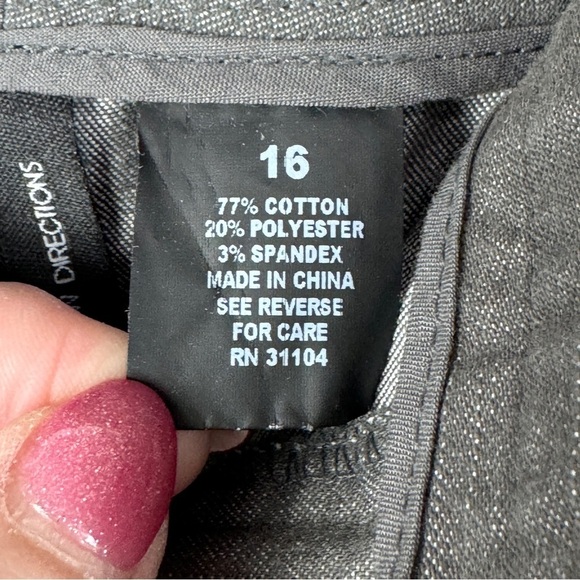 16
77% COTTON
20% POLYESTER
3% SPANDEX
MADE IN CHINA
SEE REVERSE
FOR CARE
RN 31104
DIRECTIONS